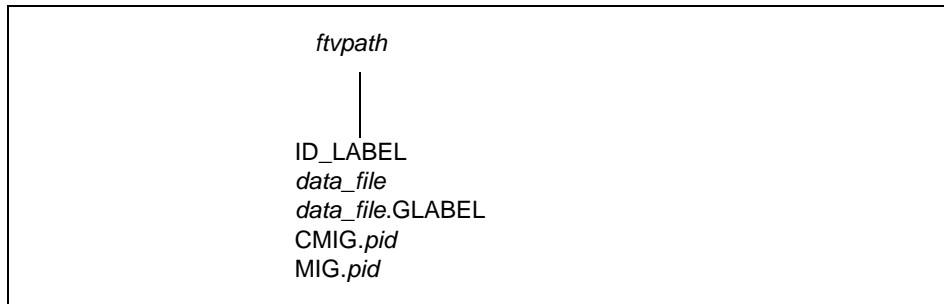 ftvpath
ID_LABEL
data_file
data_file.GLABEL
CMIG.pid
MIG.pid